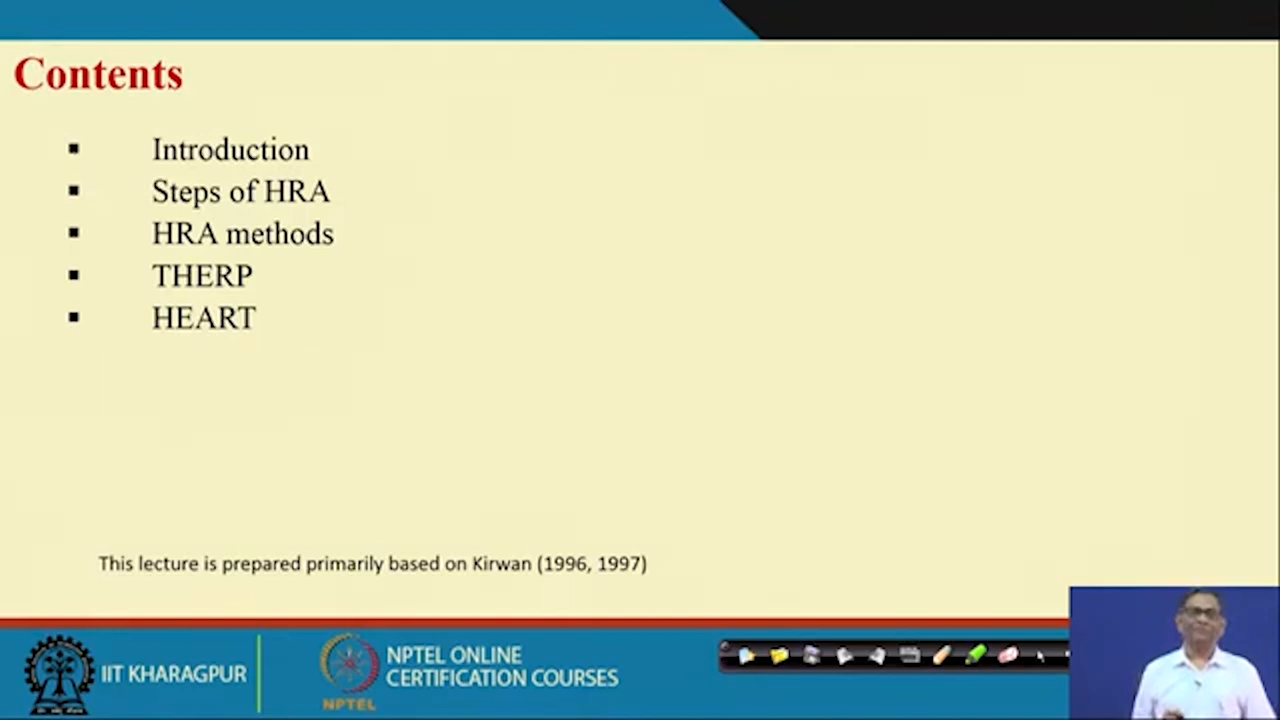 Contents
Introduction
Steps of HRA
HRA methods
THERP
HEART
This lecture is prepared primarily based on Kirwan (1996, 1997)
IIT KHARAGPUR
NPTEL
NPTEL ONLINE
CERTIFICATION COURSES